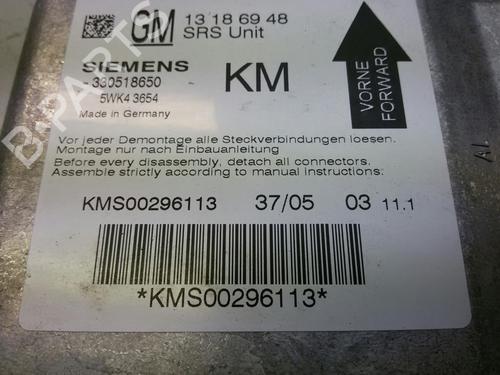 GM 13 18 69 48
SRS Unit
SIEMENS KM
330518650
5WK4 3654
Made in Germany
VORNE
FORWARD
Vor jeder Demontage alle Steckverbindungen loesen.
Montage nur nach Einbauanleitung
Before every disassembly, detach all connectors.
Assemble strictly according to manual instructions:
KMS00296113 37/05 03 11.1
*KMS00296113*
B-PARTS